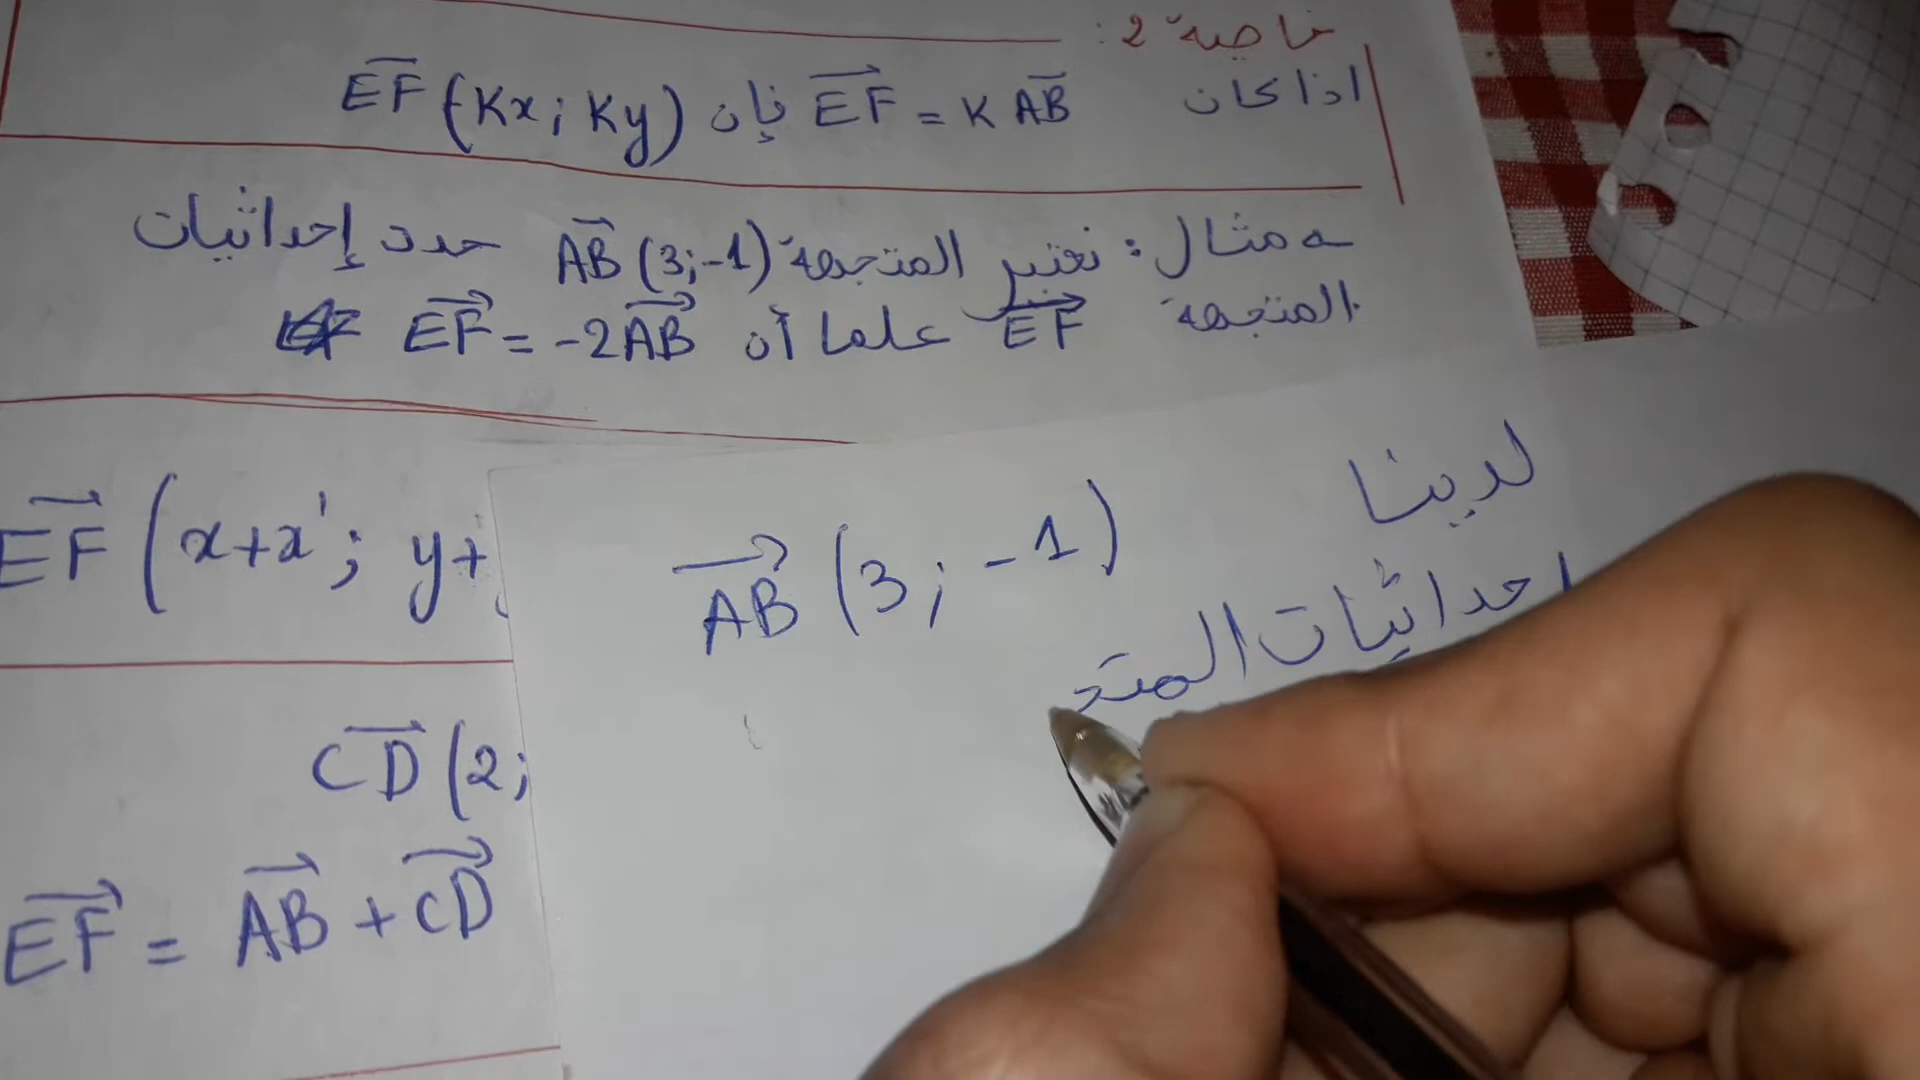 خاصية 2:
اذا كان EF = K AB فإن EF (Kx; Ky)
مثال: نعتبر المتجهة AB (3;-1) حدد إحداثيات
المتجهة EF علما أن EF = -2AB
EF (x+x'; y+
CD (2;
EF = AB + CD
لدينا AB (3; -1)
احداثيات المتج